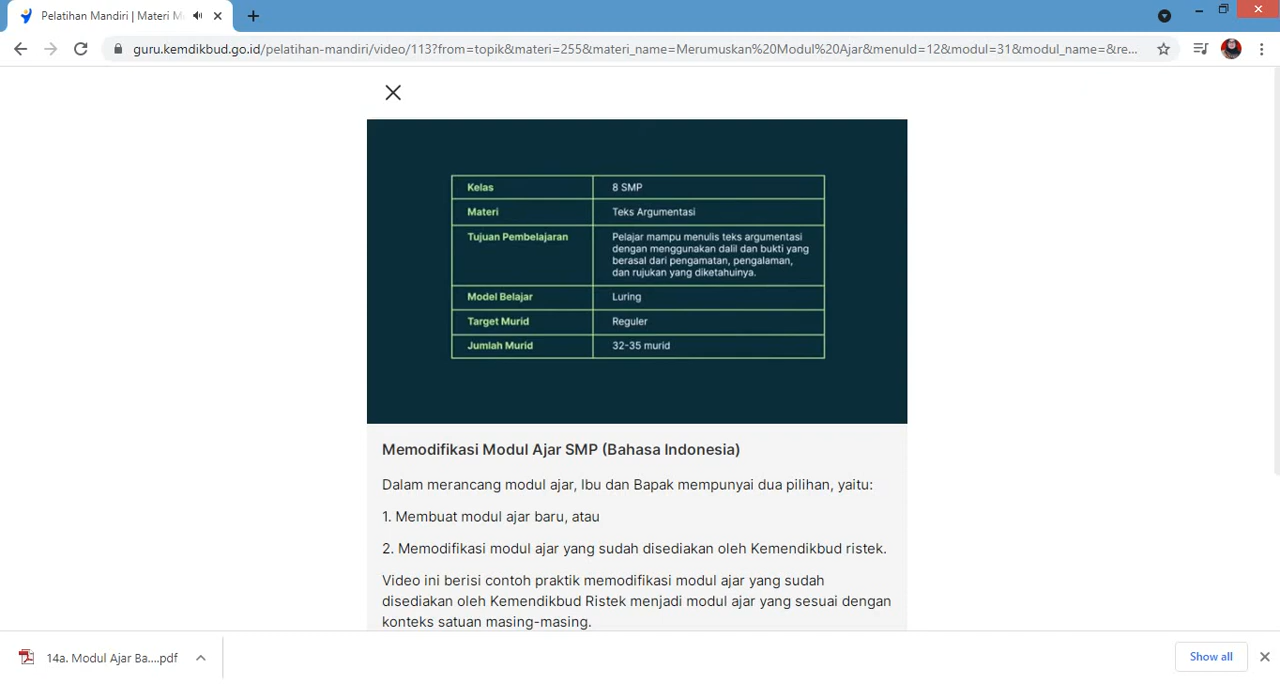 Pelatihan Mandiri | Materi M
guru.kemdikbud.go.id/pelatihan-mandiri/video/113?from=topik&materi=255&materi_name=Merumuskan%20Modul%20Ajar&menuId=12&modul=31&modul_name=&re...
Kelas 8 SMP
Materi Teks Argumentasi
Tujuan Pembelajaran Pelajar mampu menulis teks argumentasi
dengan menggunakan dalil dan bukti yang
berasal dari pengamatan, pengalaman,
dan rujukan yang diketahuinya.
Model Belajar Luring
Target Murid Reguler
Jumlah Murid 32-35 murid
Memodifikasi Modul Ajar SMP (Bahasa Indonesia)
Dalam merancang modul ajar, Ibu dan Bapak mempunyai dua pilihan, yaitu:
1. Membuat modul ajar baru, atau
2. Memodifikasi modul ajar yang sudah disediakan oleh Kemendikbud ristek.
Video ini berisi contoh praktik memodifikasi modul ajar yang sudah
disediakan oleh Kemendikbud Ristek menjadi modul ajar yang sesuai dengan
konteks satuan masing-masing.
14a. Modul Ajar Ba....pdf
Show all